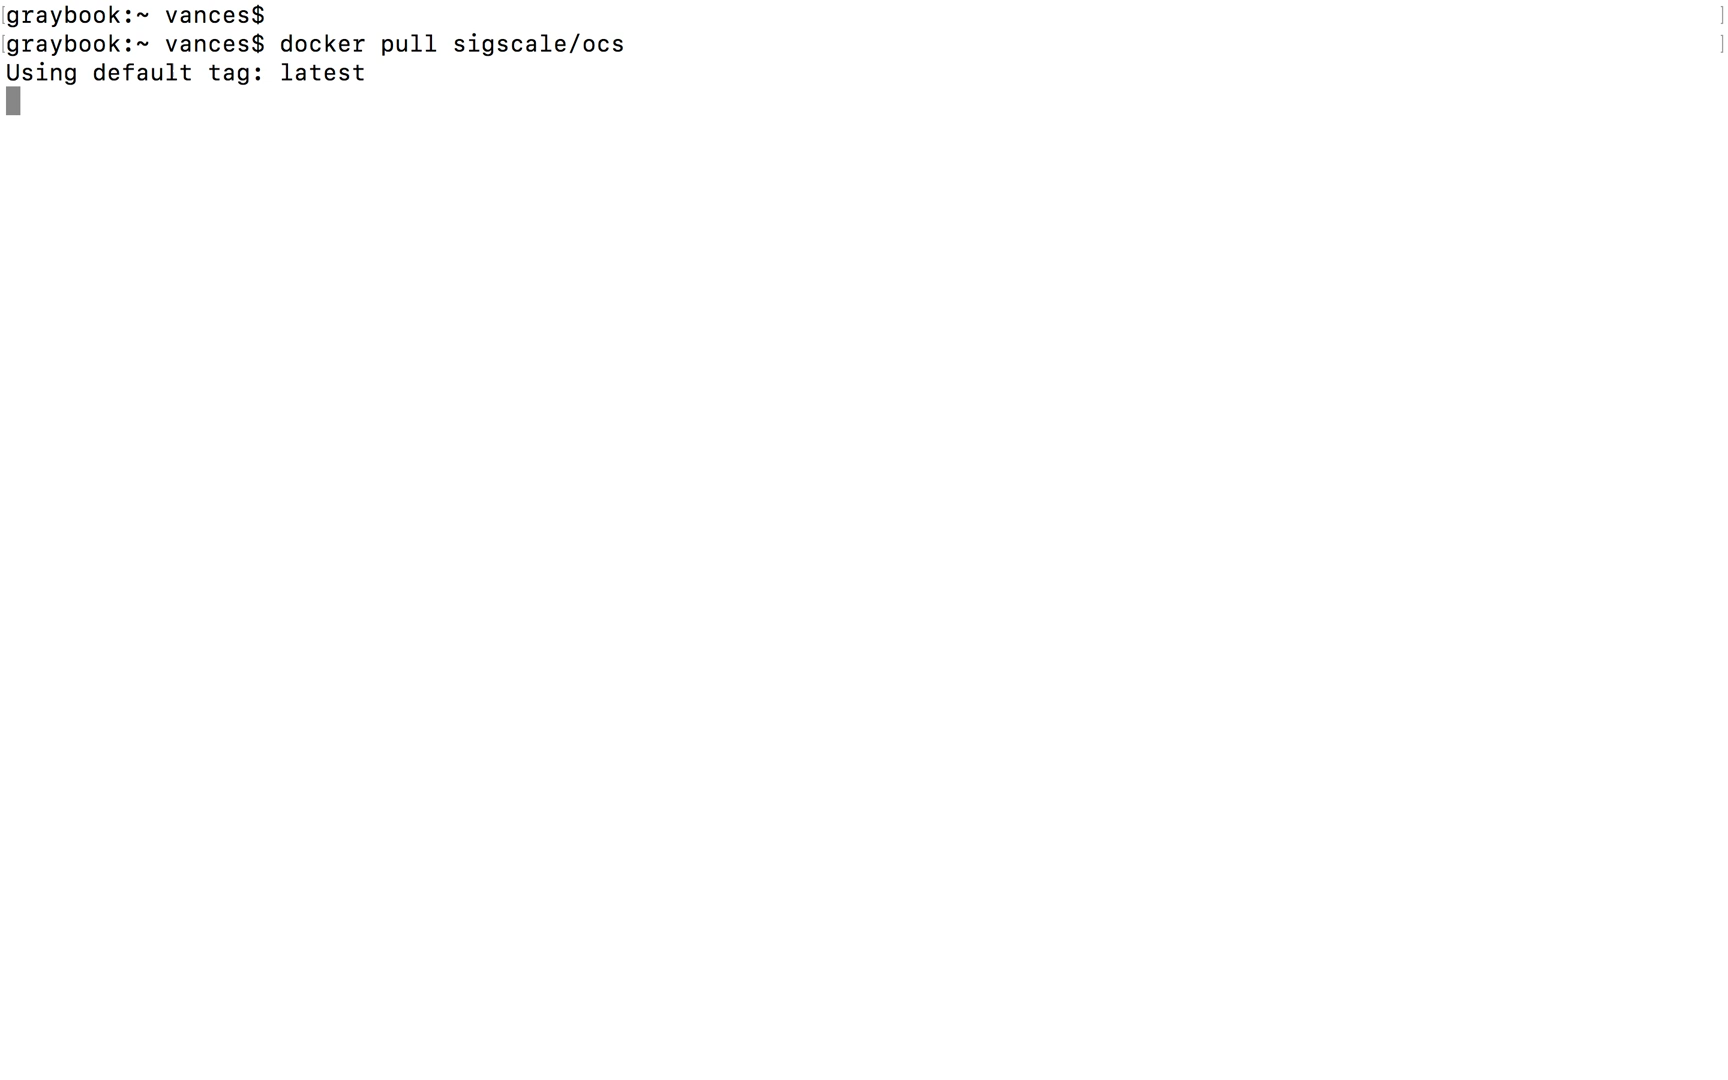 [graybook:~ vances$ ]
[graybook:~ vances$ docker pull sigscale/ocs ]
Using default tag: latest